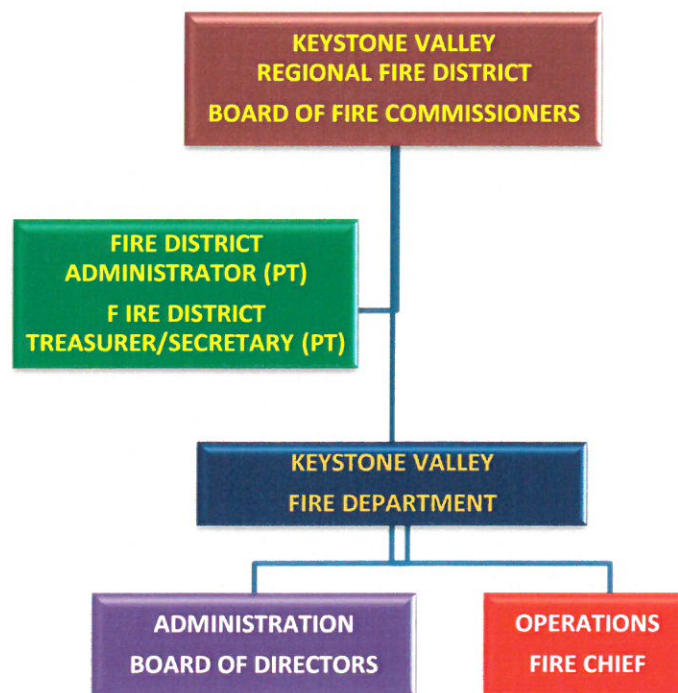 KEYSTONE VALLEY
REGIONAL FIRE DISTRICT
BOARD OF FIRE COMMISSIONERS
FIRE DISTRICT
ADMINISTRATOR (PT)
F IRE DISTRICT
TREASURER/SECRETARY (PT)
KEYSTONE VALLEY
FIRE DEPARTMENT
ADMINISTRATION
BOARD OF DIRECTORS
OPERATIONS
FIRE CHIEF